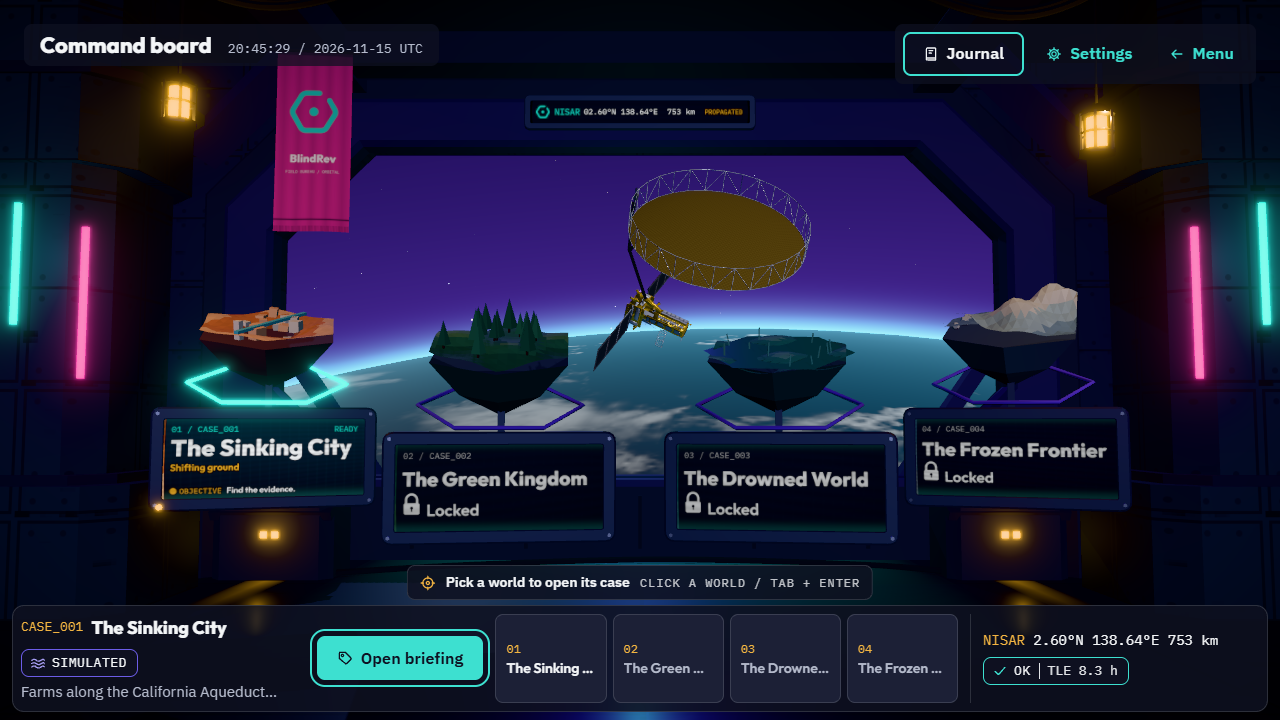 Command board 20:45:29 / 2026-11-15 UTC
Journal
Settings
Menu
NISAR 02.60°N 138.64°E 753 km PROPAGATED
BlindRev
01 / CASE_001 READY
The Sinking City
Shifting ground
OBJECTIVE Find the evidence.
02 / CASE_002
The Green Kingdom
Locked
03 / CASE_003
The Drowned World
Locked
04 / CASE_004
The Frozen Frontier
Locked
Pick a world to open its case CLICK A WORLD / TAB + ENTER
CASE_001 The Sinking City
SIMULATED
Farms along the California Aqueduct...
Open briefing
01
The Sinking ...
02
The Green ...
03
The Drowne...
04
The Frozen ...
NISAR 2.60°N 138.64°E 753 km
OK TLE 8.3 h